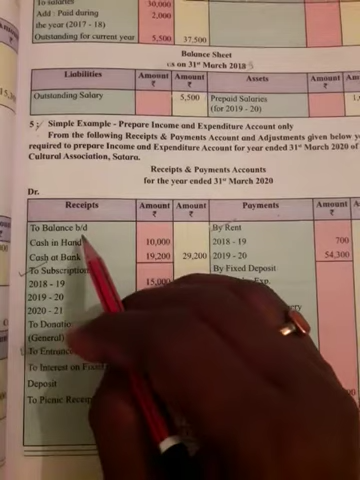 To salaries
30,000
Add : Paid during 2,000
the year (2017 - 18)
Outstanding for current year 5,500 37,500
Balance Sheet
as on 31st March 2018
Liabilities Amount ₹ Amount ₹ Assets Amount ₹
Outstanding Salary 5,500 Prepaid Salaries
(for 2019 - 20)
5. Simple Example - Prepare Income and Expenditure Account only
From the following Receipts & Payments Account and Adjustments given below
required to prepare Income and Expenditure Account for year ended 31st March 2020 of
Cultural Association, Satara.
Receipts & Payments Accounts
for the year ended 31st March 2020
Dr.
Receipts Amount ₹ Amount ₹ Payments Amount ₹
To Balance b/d By Rent
Cash in Hand 10,000 2018 - 19 700
Cash at Bank 19,200 29,200 2019 - 20 54,300
To Subscription By Fixed Deposit
2018 - 19 15,000 Exp.
2019 - 20
2020 - 21
To Donatio
(General)
To Entrance
To Interest on Fixed
Deposit
To Picnic Receip